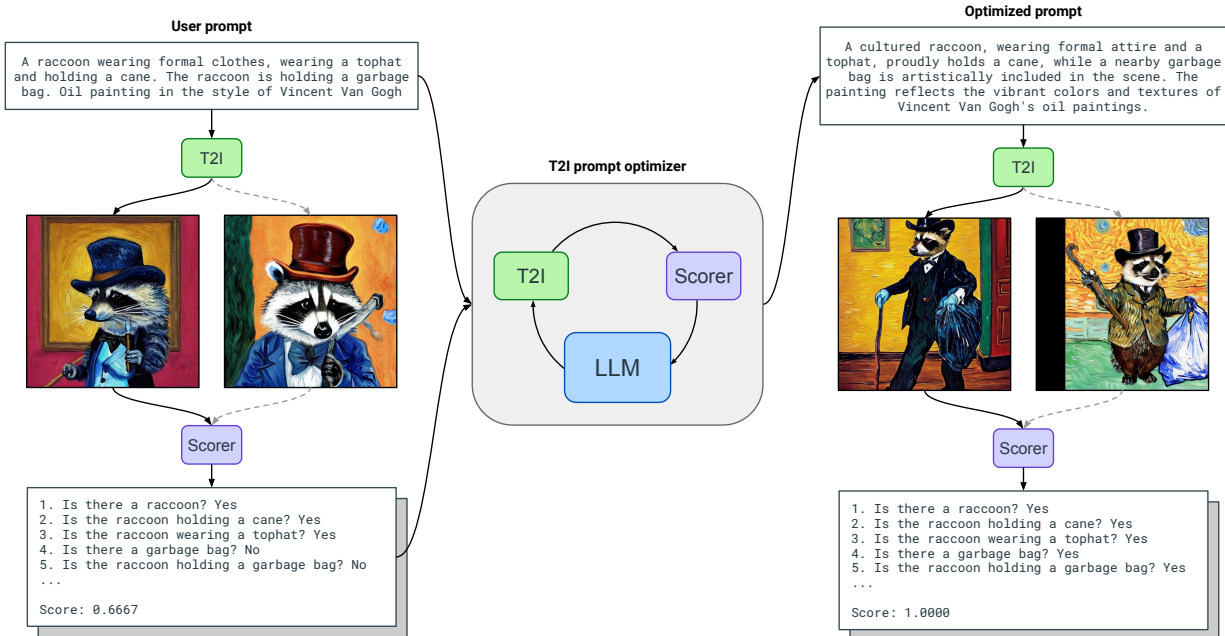 User prompt
A raccoon wearing formal clothes, wearing a tophat
and holding a cane. The raccoon is holding a garbage
bag. Oil painting in the style of Vincent Van Gogh
T2I
Scorer
1. Is there a raccoon? Yes
2. Is the raccoon holding a cane? Yes
3. Is the raccoon wearing a tophat? Yes
4. Is there a garbage bag? No
5. Is the raccoon holding a garbage bag? No
...
Score: 0.6667
T2I prompt optimizer
T2I
Scorer
LLM
Optimized prompt
A cultured raccoon, wearing formal attire and a
tophat, proudly holds a cane, while a nearby garbage
bag is artistically included in the scene. The
painting reflects the vibrant colors and textures of
Vincent Van Gogh's oil paintings.
T2I
Scorer
1. Is there a raccoon? Yes
2. Is the raccoon holding a cane? Yes
3. Is the raccoon wearing a tophat? Yes
4. Is there a garbage bag? Yes
5. Is the raccoon holding a garbage bag? Yes
...
Score: 1.0000